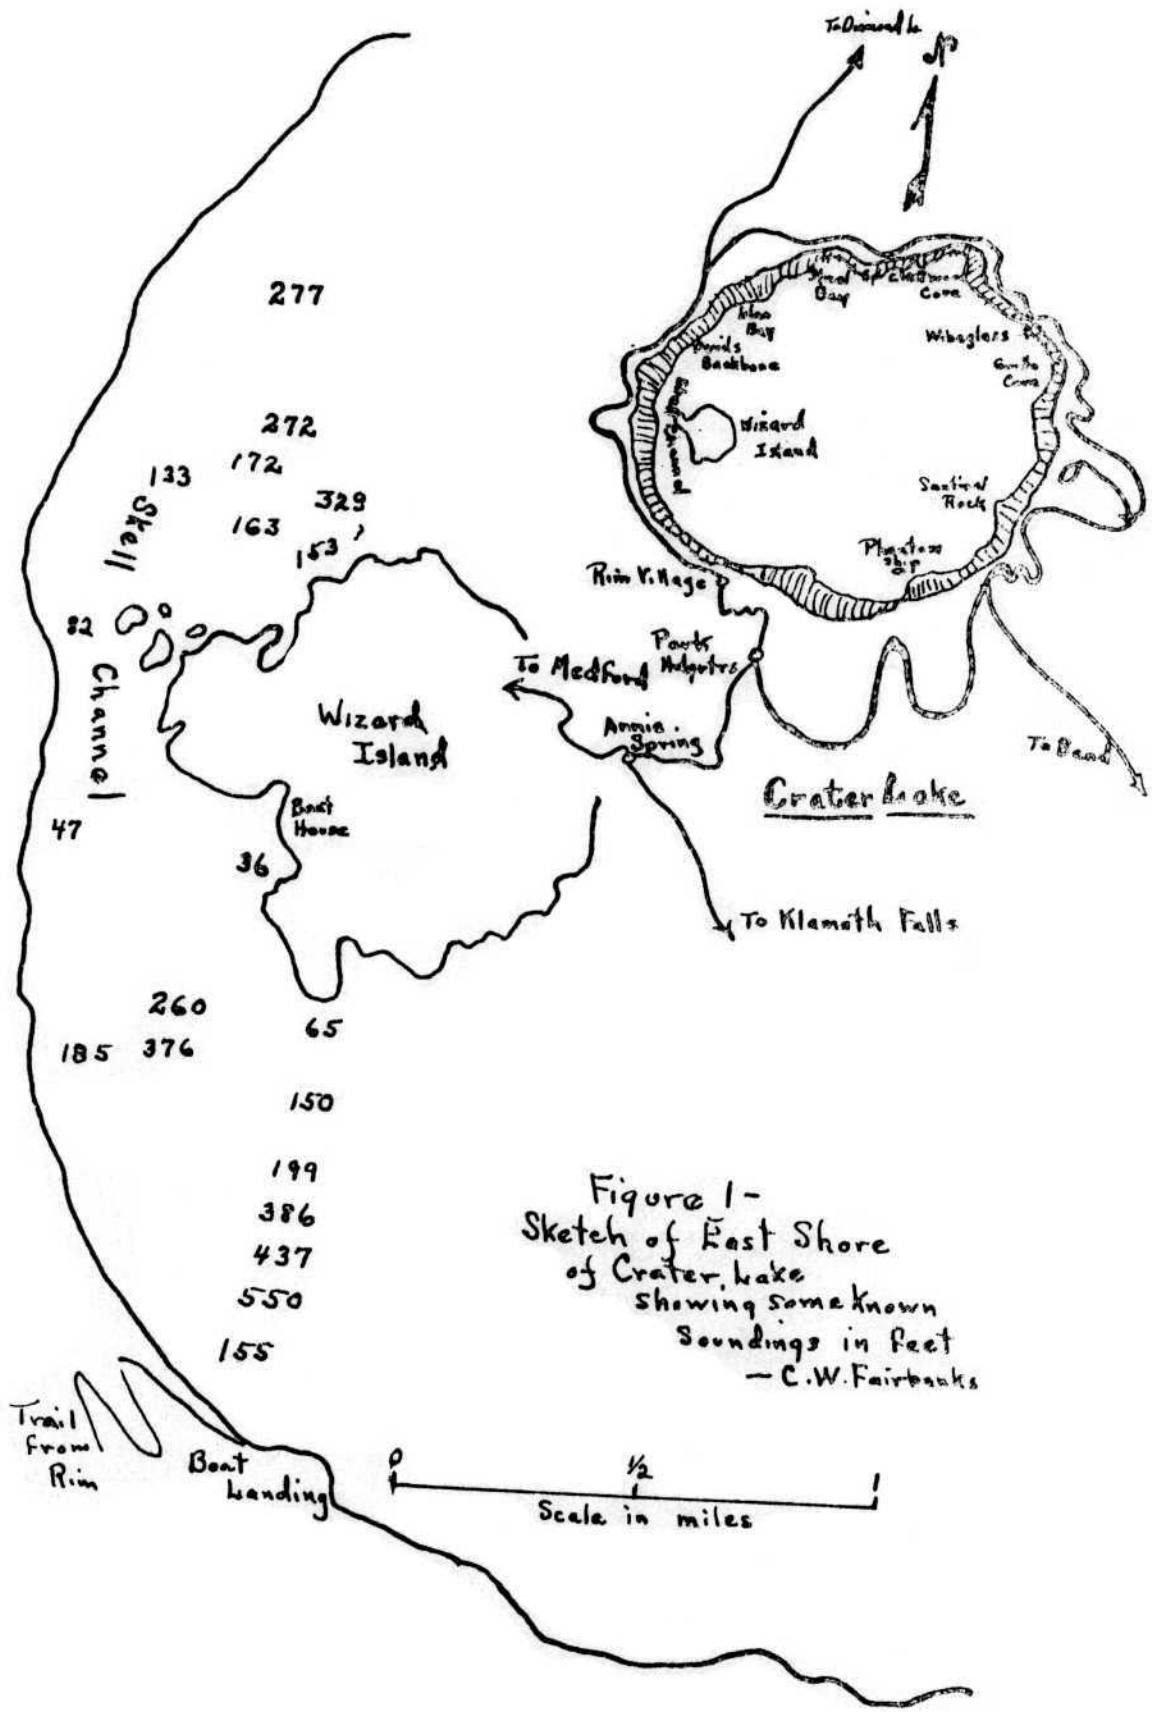 To Diamond L.
N
277
272
172
133
329
163
153
Skell
Channel
82
47
36
Wizard
Island
Boat
House
260
65
185 376
150
199
386
437
550
155
Trail
from
Rim
Boat
Landing
Cove
Bay
Bay
Backbone
Wizard
Island
Sentinel
Rock
Phantom
Ship
Rim Village
Park
Hdqrtrs
To Medford
Annie
Spring
To Bend
Crater Lake
To Klamath Falls
Figure 1-
Sketch of East Shore
of Crater Lake
showing some known
Soundings in feet
— C.W. Fairbanks
0 1/2 1
Scale in miles